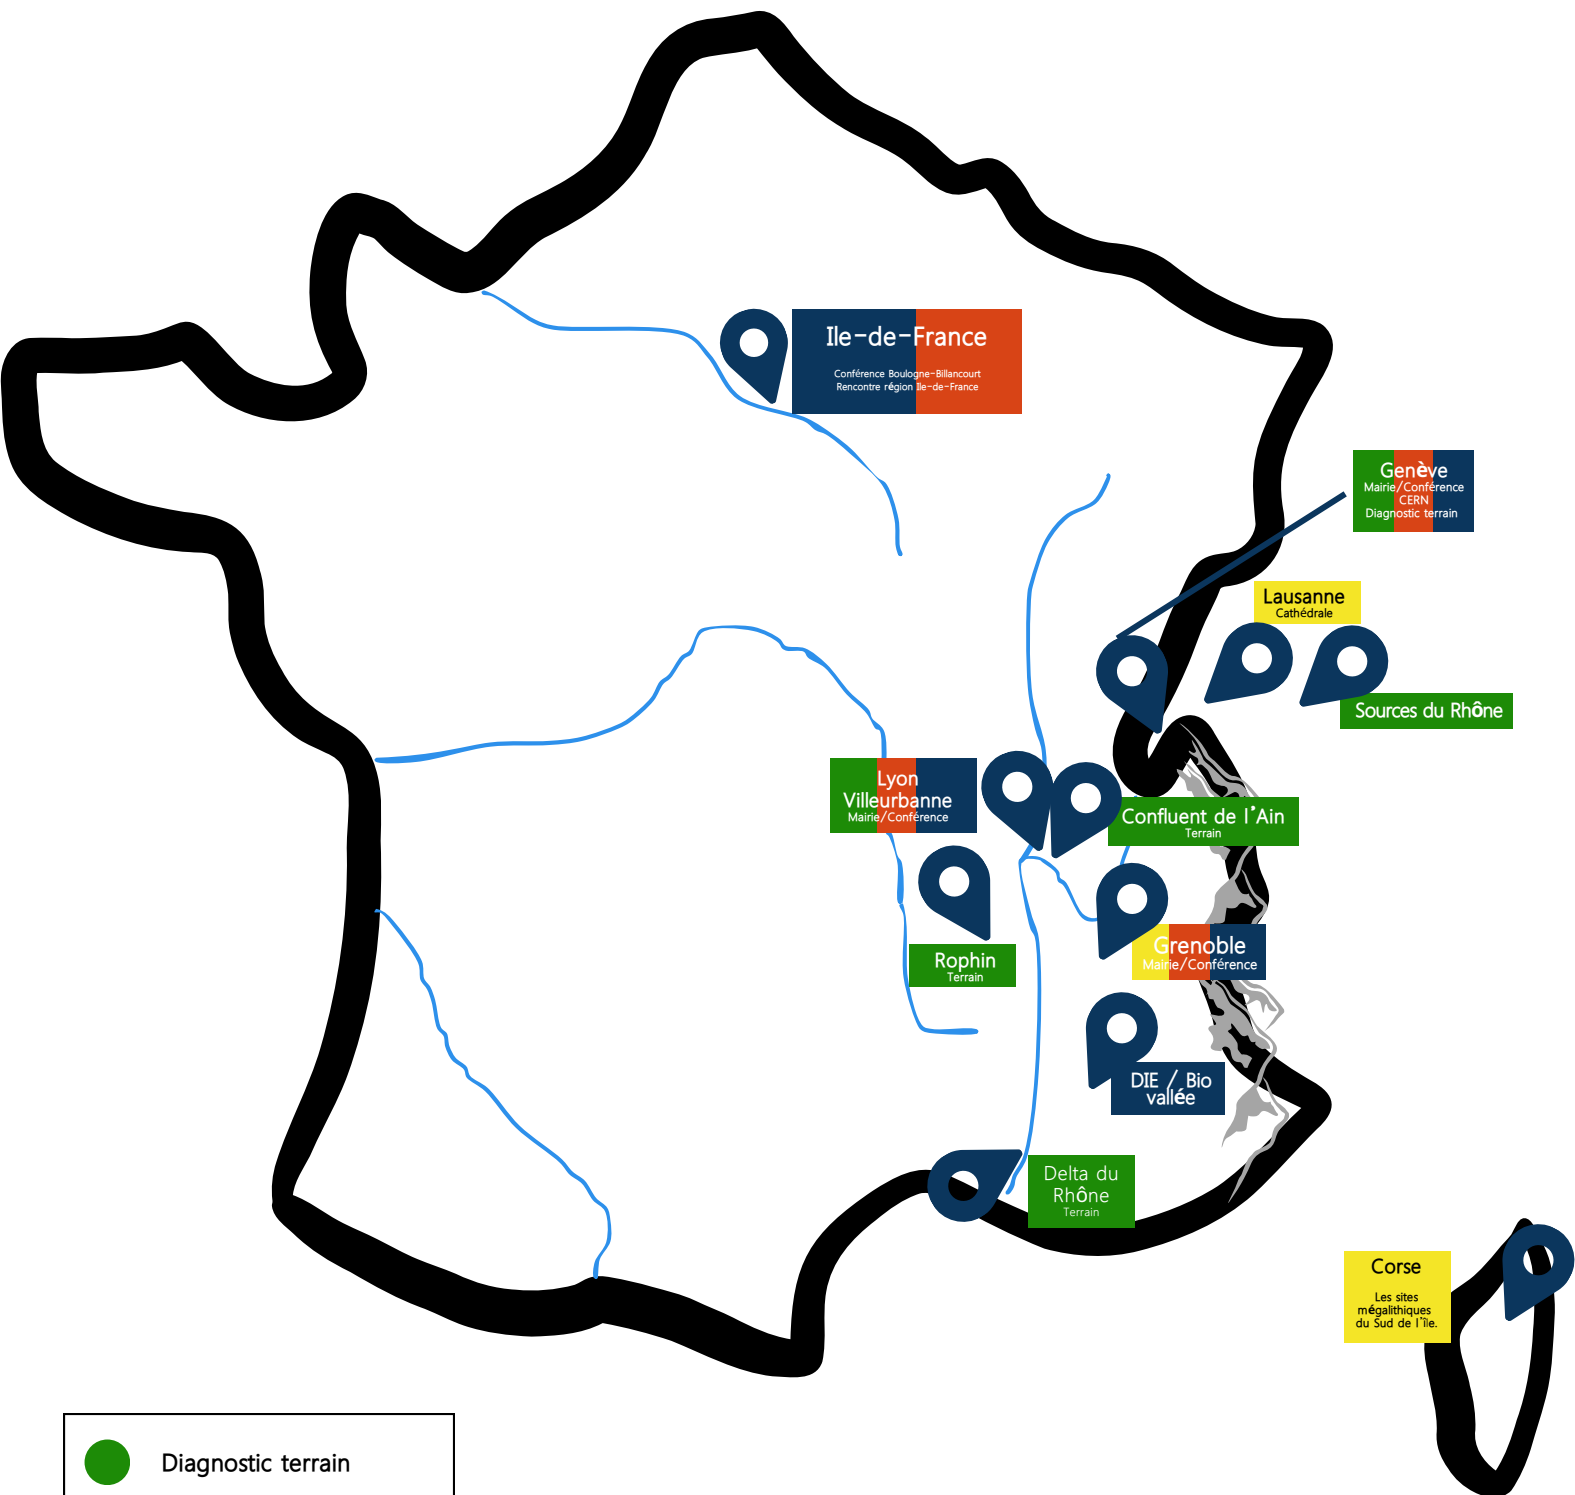 Ile-de-France
Conférence Boulogne-Billancourt
Rencontre région Ile-de-France
Genève
Mairie/Conférence
CERN
Diagnostic terrain
Lausanne
Cathédrale
Sources du Rhône
Lyon
Villeurbanne
Mairie/Conférence
Confluent de l'Ain
Terrain
Rophin
Terrain
Grenoble
Mairie/Conférence
DIE / Bio
vallée
Delta du
Rhône
Terrain
Corse
Les sites
mégalithiques
du Sud de l'île.
Diagnostic terrain